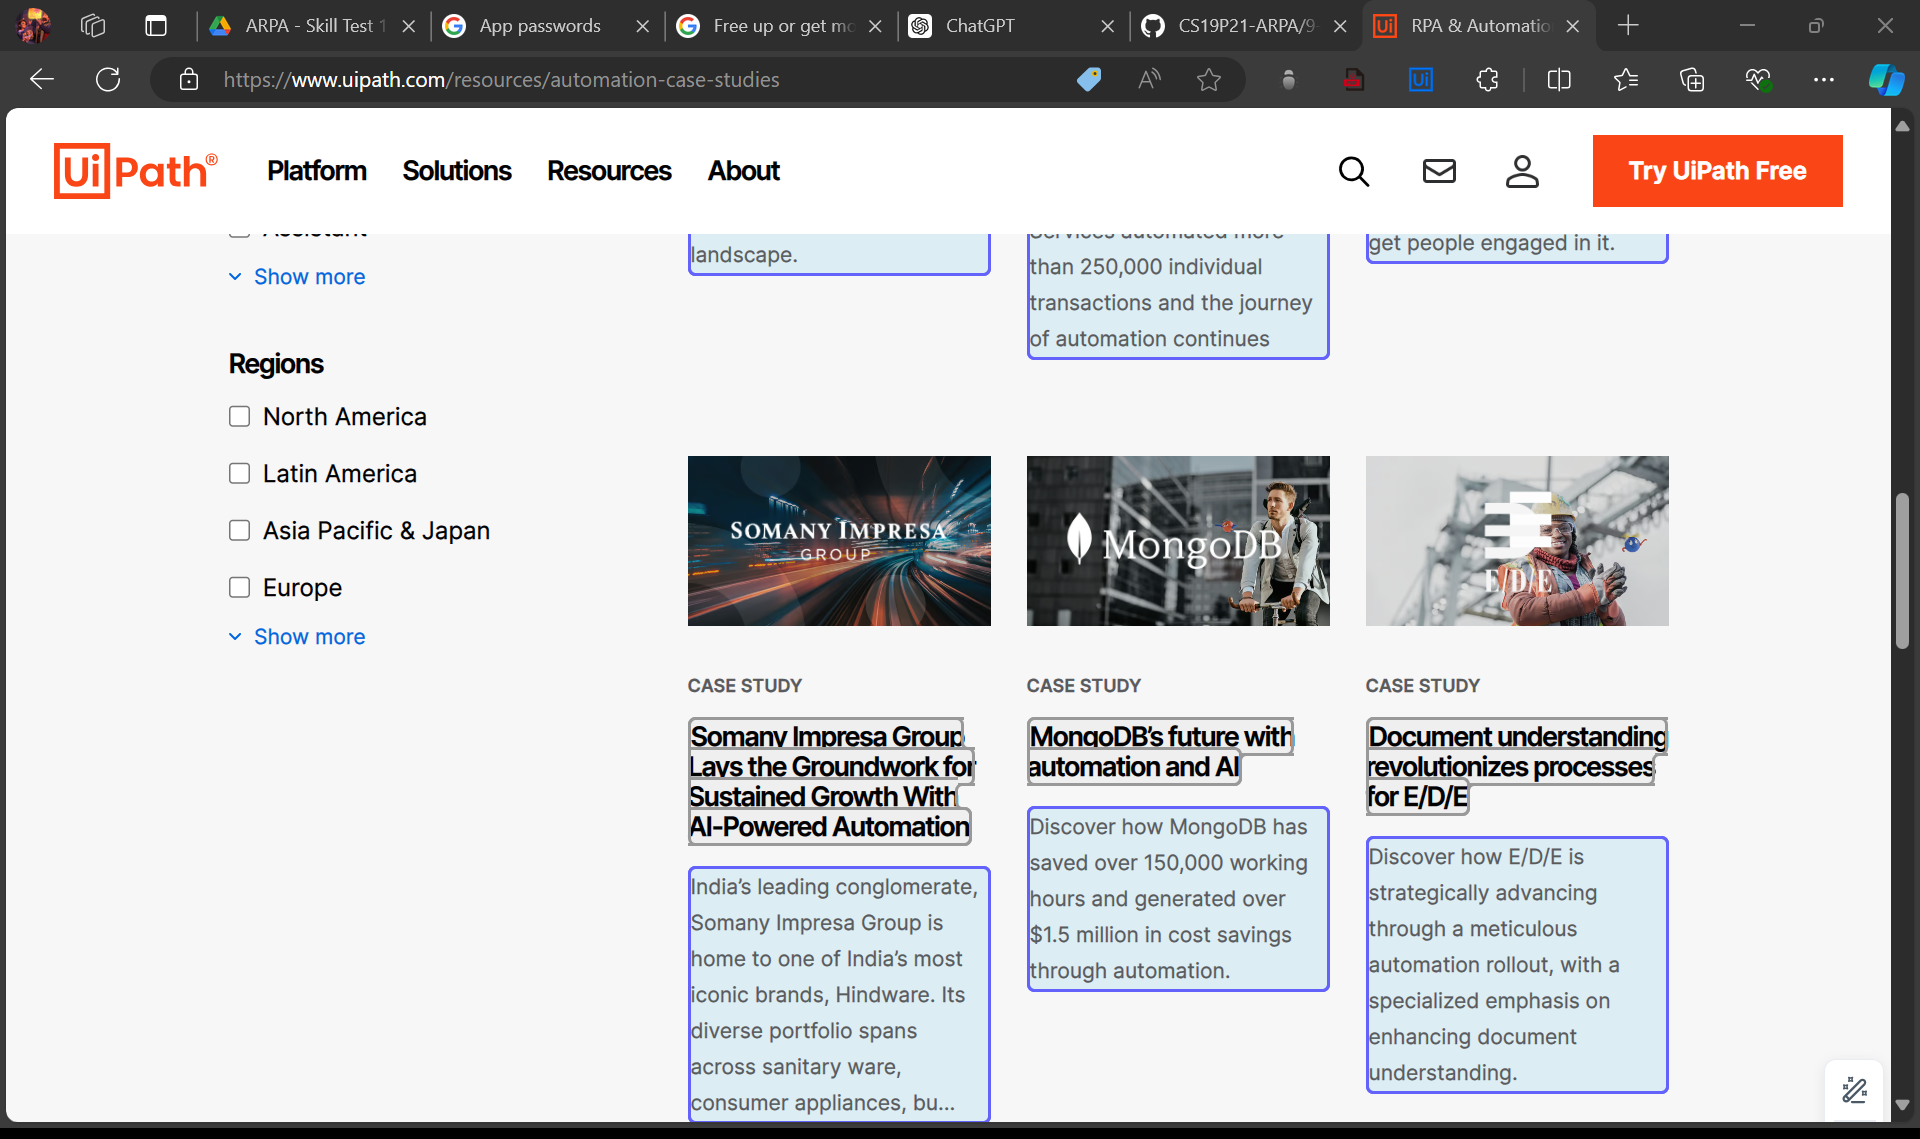 ARPA - Skill Test 1
App passwords
Free up or get mo
ChatGPT
CS19P21-ARPA/9-
RPA & Automatio
https://www.uipath.com/resources/automation-case-studies
UiPath®
Platform
Solutions
Resources
About
Try UiPath Free
Assistant
Show more
Regions
North America
Latin America
Asia Pacific & Japan
Europe
Show more
landscape.
Services automated more
than 250,000 individual
transactions and the journey
of automation continues
get people engaged in it.
SOMANY IMPRESA
GROUP
CASE STUDY
Somany Impresa Group
Lays the Groundwork for
Sustained Growth With
AI-Powered Automation
India’s leading conglomerate,
Somany Impresa Group is
home to one of India’s most
iconic brands, Hindware. Its
diverse portfolio spans
across sanitary ware,
consumer appliances, bu...
MongoDB
CASE STUDY
MongoDB’s future with
automation and AI
Discover how MongoDB has
saved over 150,000 working
hours and generated over
$1.5 million in cost savings
through automation.
E/D/E
CASE STUDY
Document understanding
revolutionizes processes
for E/D/E
Discover how E/D/E is
strategically advancing
through a meticulous
automation rollout, with a
specialized emphasis on
enhancing document
understanding.